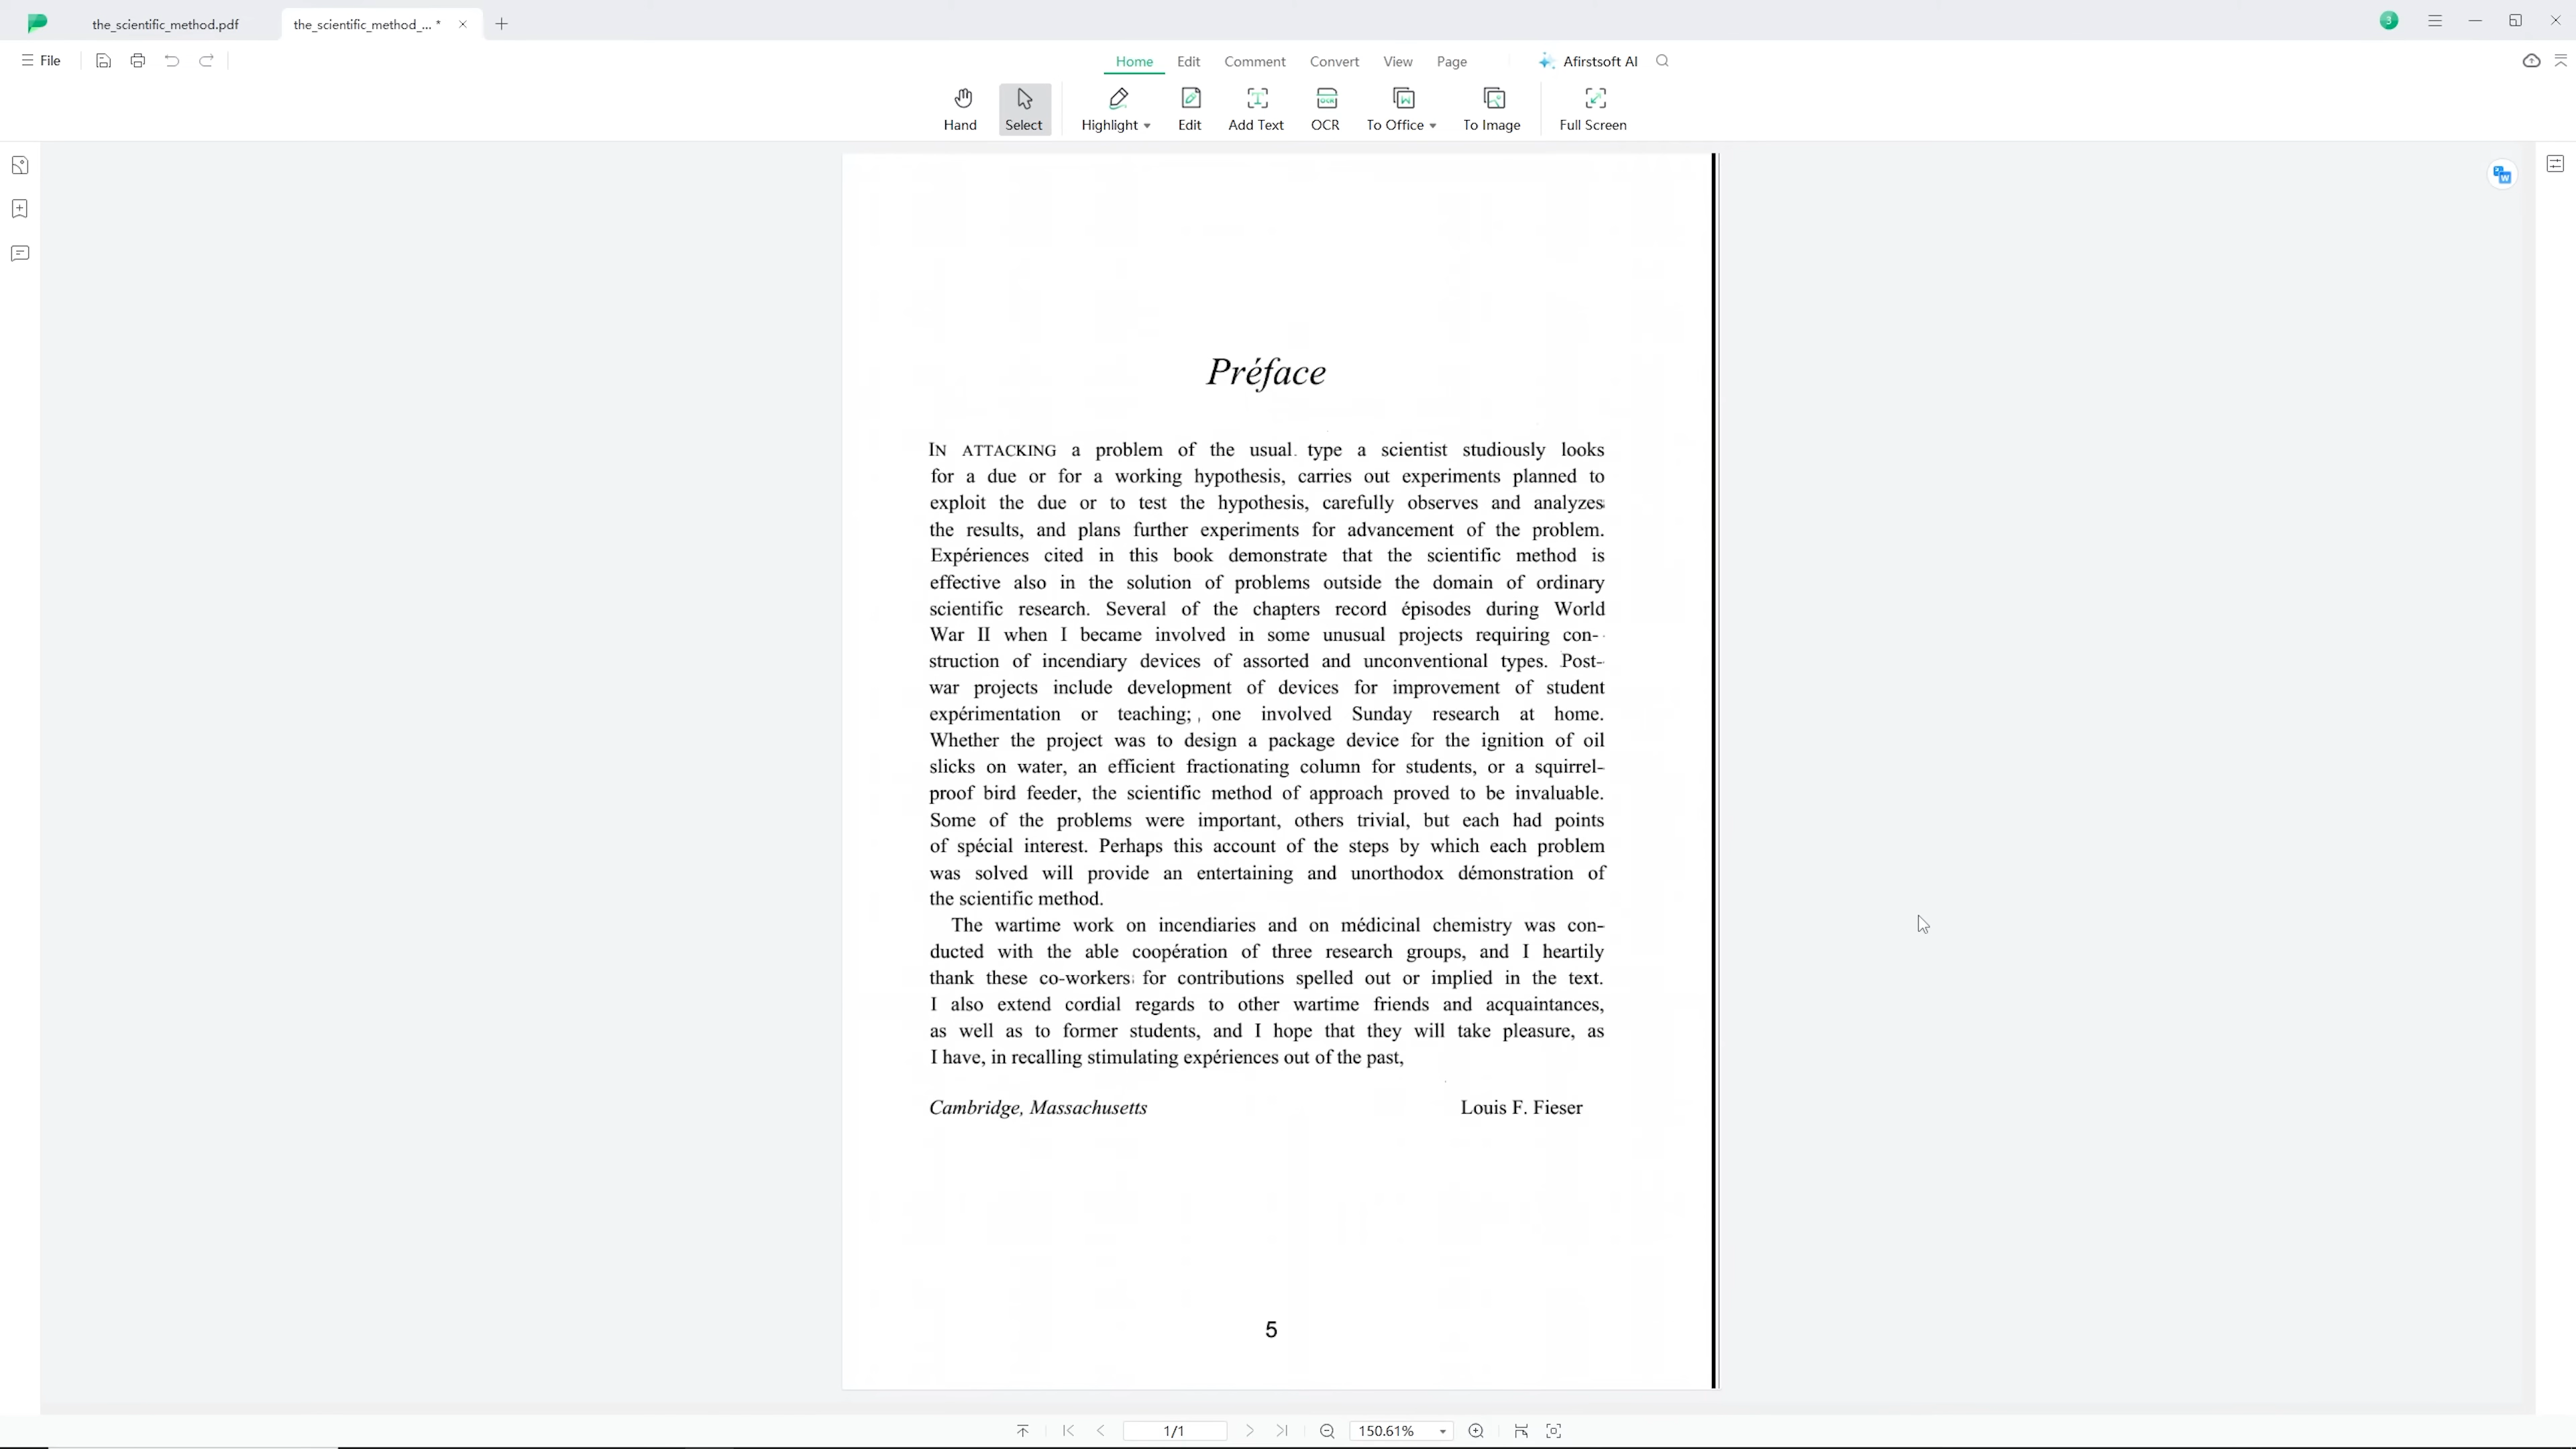 the_scientific_method.pdf
the_scientific_method_... *
3
File
Home Edit Comment Convert View Page Afirstsoft AI
Hand Select Highlight Edit Add Text OCR To Office To Image Full Screen
Préface
IN ATTACKING a problem of the usual. type a scientist studiously looks
for a due or for a working hypothesis, carries out experiments planned to
exploit the due or to test the hypothesis, carefully observes and analyzes
the results, and plans further experiments for advancement of the problem.
Expériences cited in this book demonstrate that the scientific method is
effective also in the solution of problems outside the domain of ordinary
scientific research. Several of the chapters record épisodes during World
War II when I became involved in some unusual projects requiring con-
struction of incendiary devices of assorted and unconventional types. Post-
war projects include development of devices for improvement of student
expérimentation or teaching; , one involved Sunday research at home.
Whether the project was to design a package device for the ignition of oil
slicks on water, an efficient fractionating column for students, or a squirrel-
proof bird feeder, the scientific method of approach proved to be invaluable.
Some of the problems were important, others trivial, but each had points
of spécial interest. Perhaps this account of the steps by which each problem
was solved will provide an entertaining and unorthodox démonstration of
the scientific method.
The wartime work on incendiaries and on médicinal chemistry was con-
ducted with the able coopération of three research groups, and I heartily
thank these co-workers for contributions spelled out or implied in the text.
I also extend cordial regards to other wartime friends and acquaintances,
as well as to former students, and I hope that they will take pleasure, as
I have, in recalling stimulating expériences out of the past,
Cambridge, Massachusetts Louis F. Fieser
5
1/1 150.61%